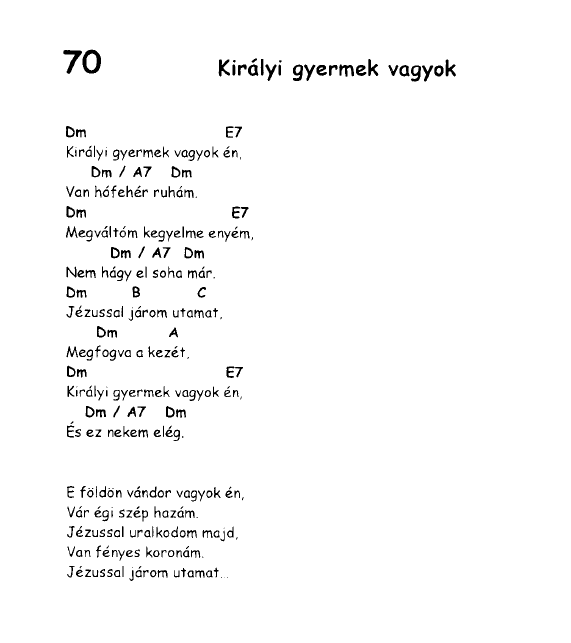 70 Királyi gyermek vagyok
Dm E7
Királyi gyermek vagyok én,
Dm / A7 Dm
Van hófehér ruhám.
Dm E7
Megváltóm kegyelme enyém,
Dm / A7 Dm
Nem hágy el soha már.
Dm B C
Jézussal járom utamat,
Dm A
Megfogva a kezét,
Dm E7
Királyi gyermek vagyok én,
Dm / A7 Dm
És ez nekem elég.
E földön vándor vagyok én,
Vár égi szép hazám.
Jézussal uralkodom majd,
Van fényes koronám.
Jézussal járom utamat...